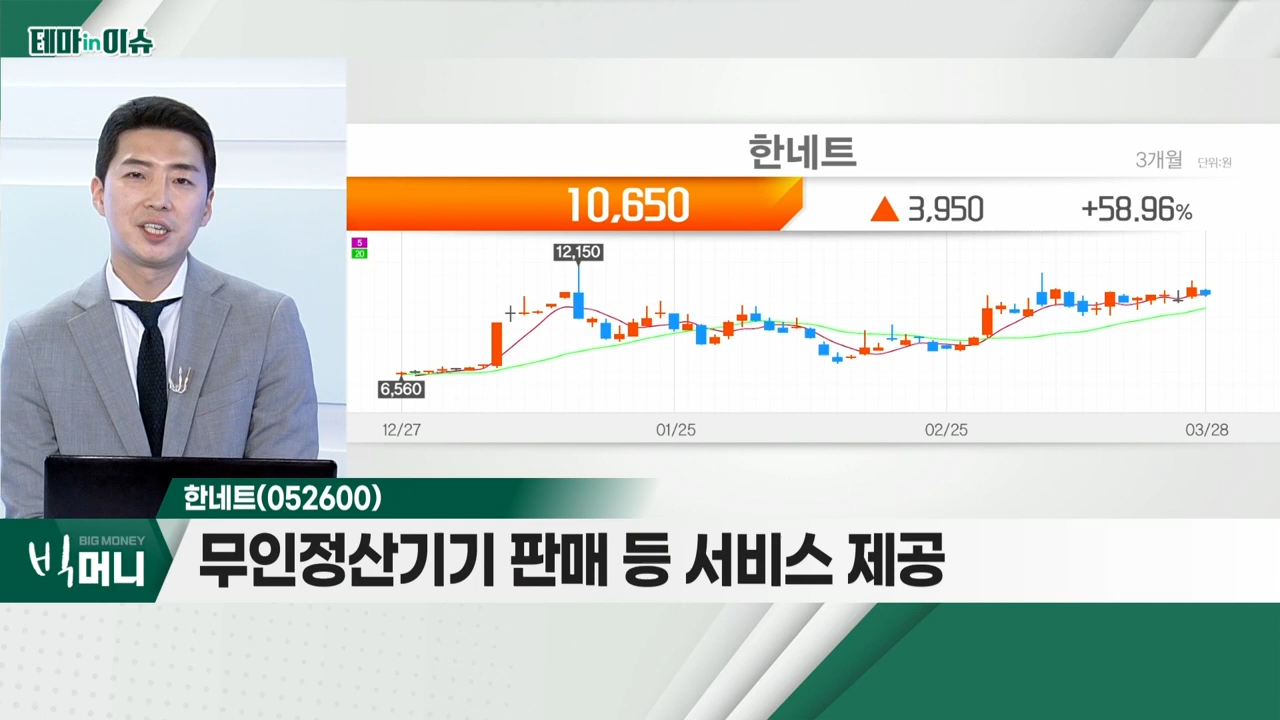 테마in이슈
한네트
3개월 단위:원
10,650 ▲ 3,950 +58.96%
5
20
12,150
6,560
12/27 01/25 02/25 03/28
한네트(052600)
BIG MONEY
빅머니
무인정산기기 판매 등 서비스 제공